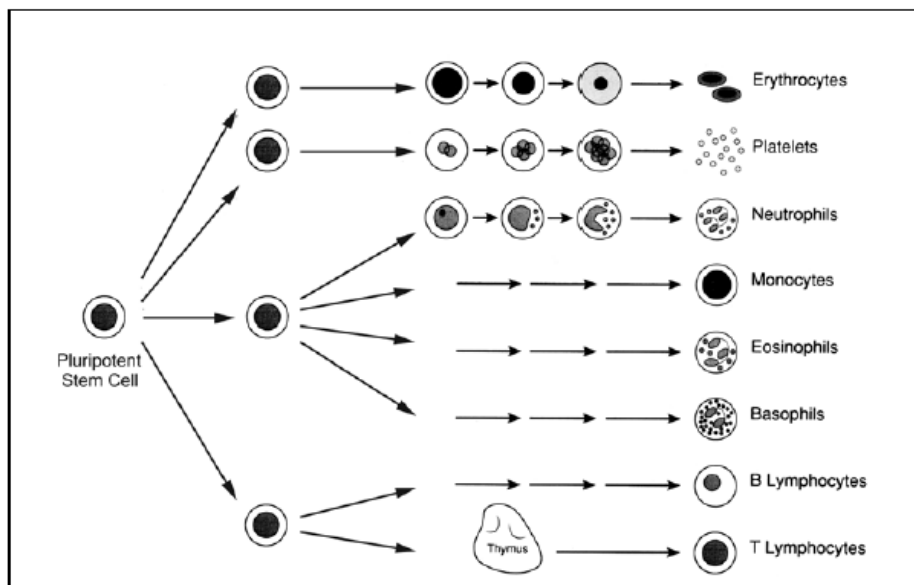 Erythrocytes
Platelets
Neutrophils
Monocytes
Pluripotent
Stem Cell
Eosinophils
Basophils
B Lymphocytes
Thymus
T Lymphocytes